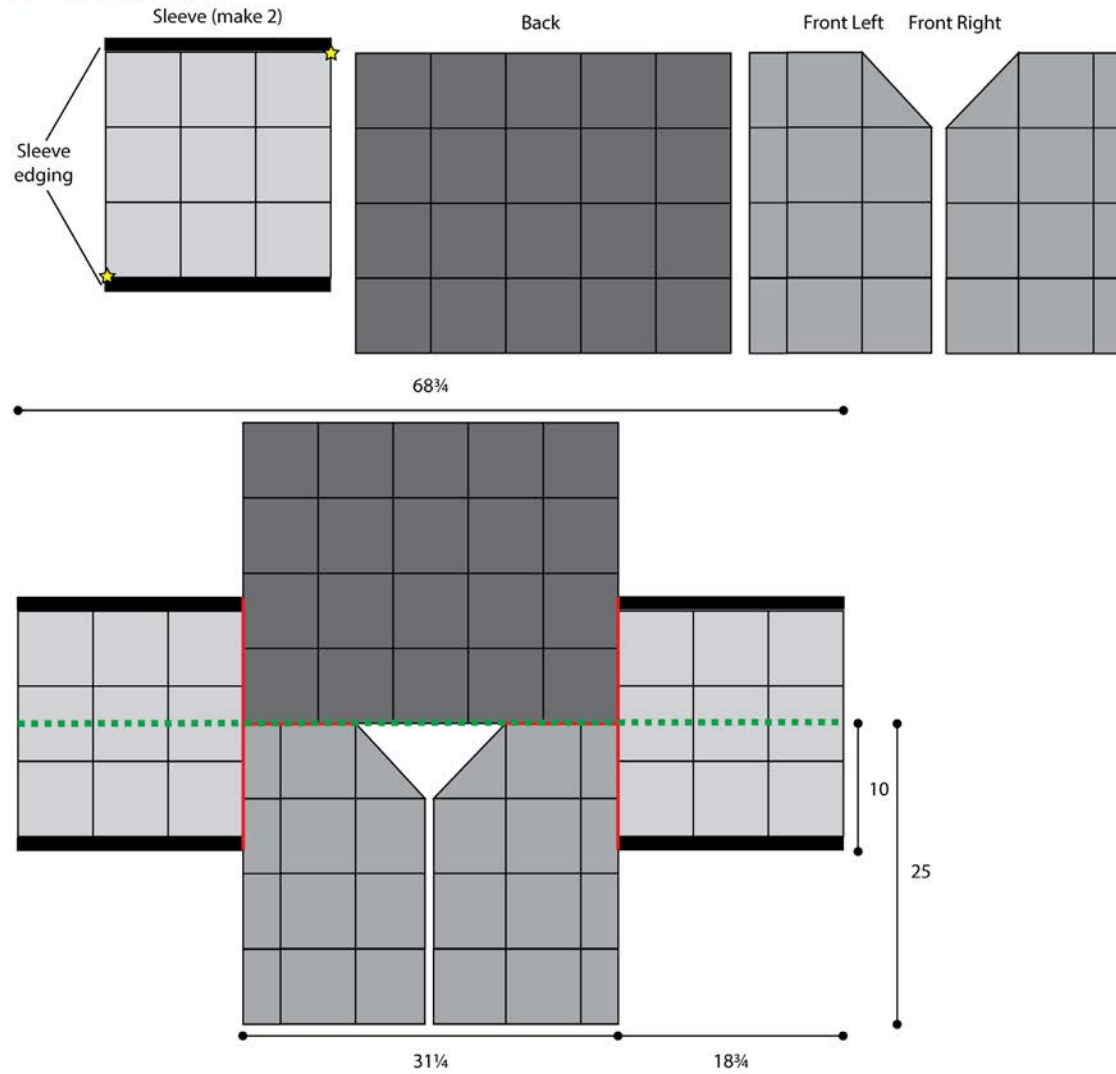 Sleeve (make 2)
Back
Front Left
Front Right
Sleeve
edging
68¾
10
25
31¼
18¾